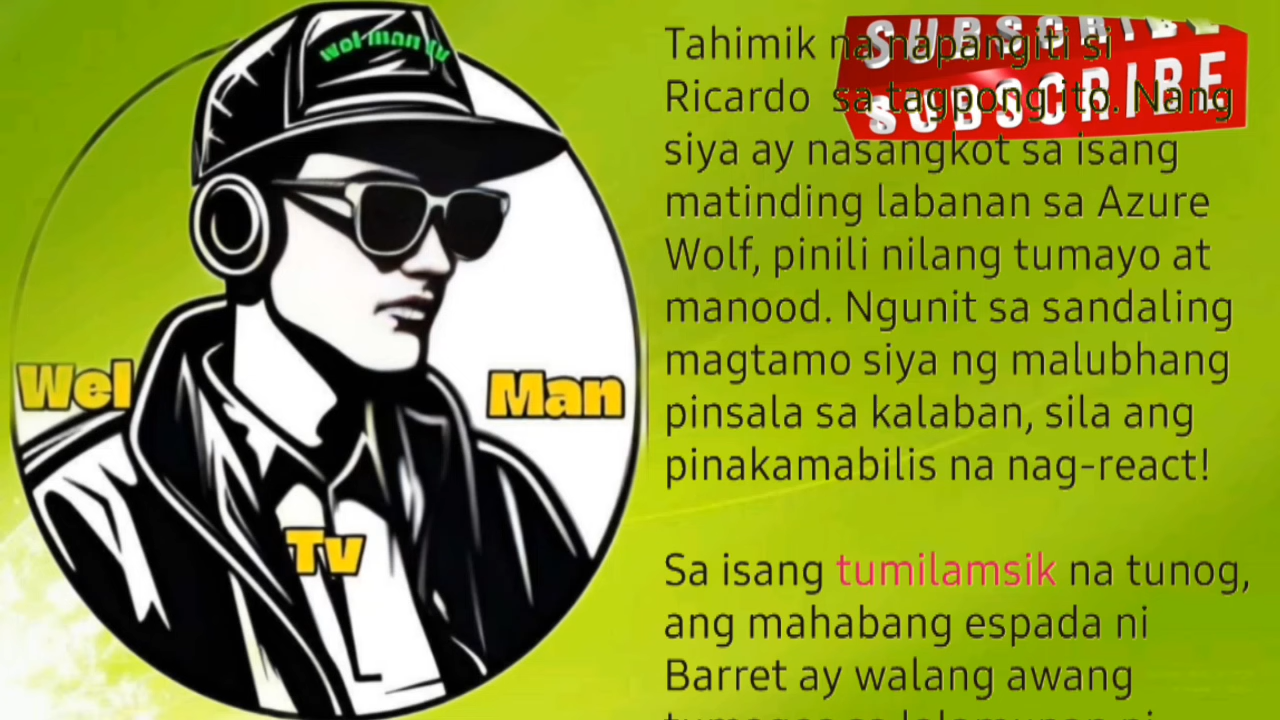 wel man tv
Wel
Man
Tv
SUBSCRIBE
SUBSCRIBE
Tahimik na napangiti si
Ricardo sa tagpong ito. Nang
siya ay nasangkot sa isang
matinding labanan sa Azure
Wolf, pinili nilang tumayo at
manood. Ngunit sa sandaling
magtamo siya ng malubhang
pinsala sa kalaban, sila ang
pinakamabilis na nag-react!
Sa isang tumilamsik na tunog,
ang mahabang espada ni
Barret ay walang awang